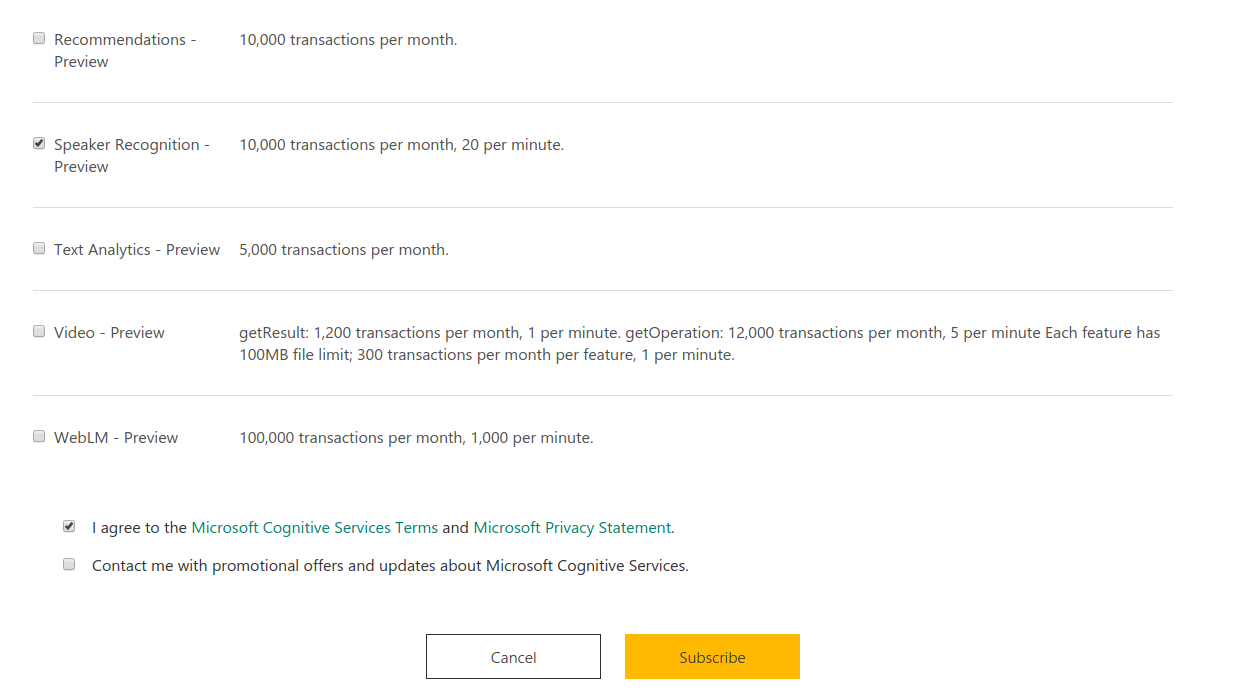 Recommendations - 10,000 transactions per month.
Preview
Speaker Recognition - 10,000 transactions per month, 20 per minute.
Preview
Text Analytics - Preview 5,000 transactions per month.
Video - Preview getResult: 1,200 transactions per month, 1 per minute. getOperation: 12,000 transactions per month, 5 per minute Each feature has
100MB file limit; 300 transactions per month per feature, 1 per minute.
WebLM - Preview 100,000 transactions per month, 1,000 per minute.
I agree to the Microsoft Cognitive Services Terms and Microsoft Privacy Statement.
Contact me with promotional offers and updates about Microsoft Cognitive Services.
Cancel Subscribe